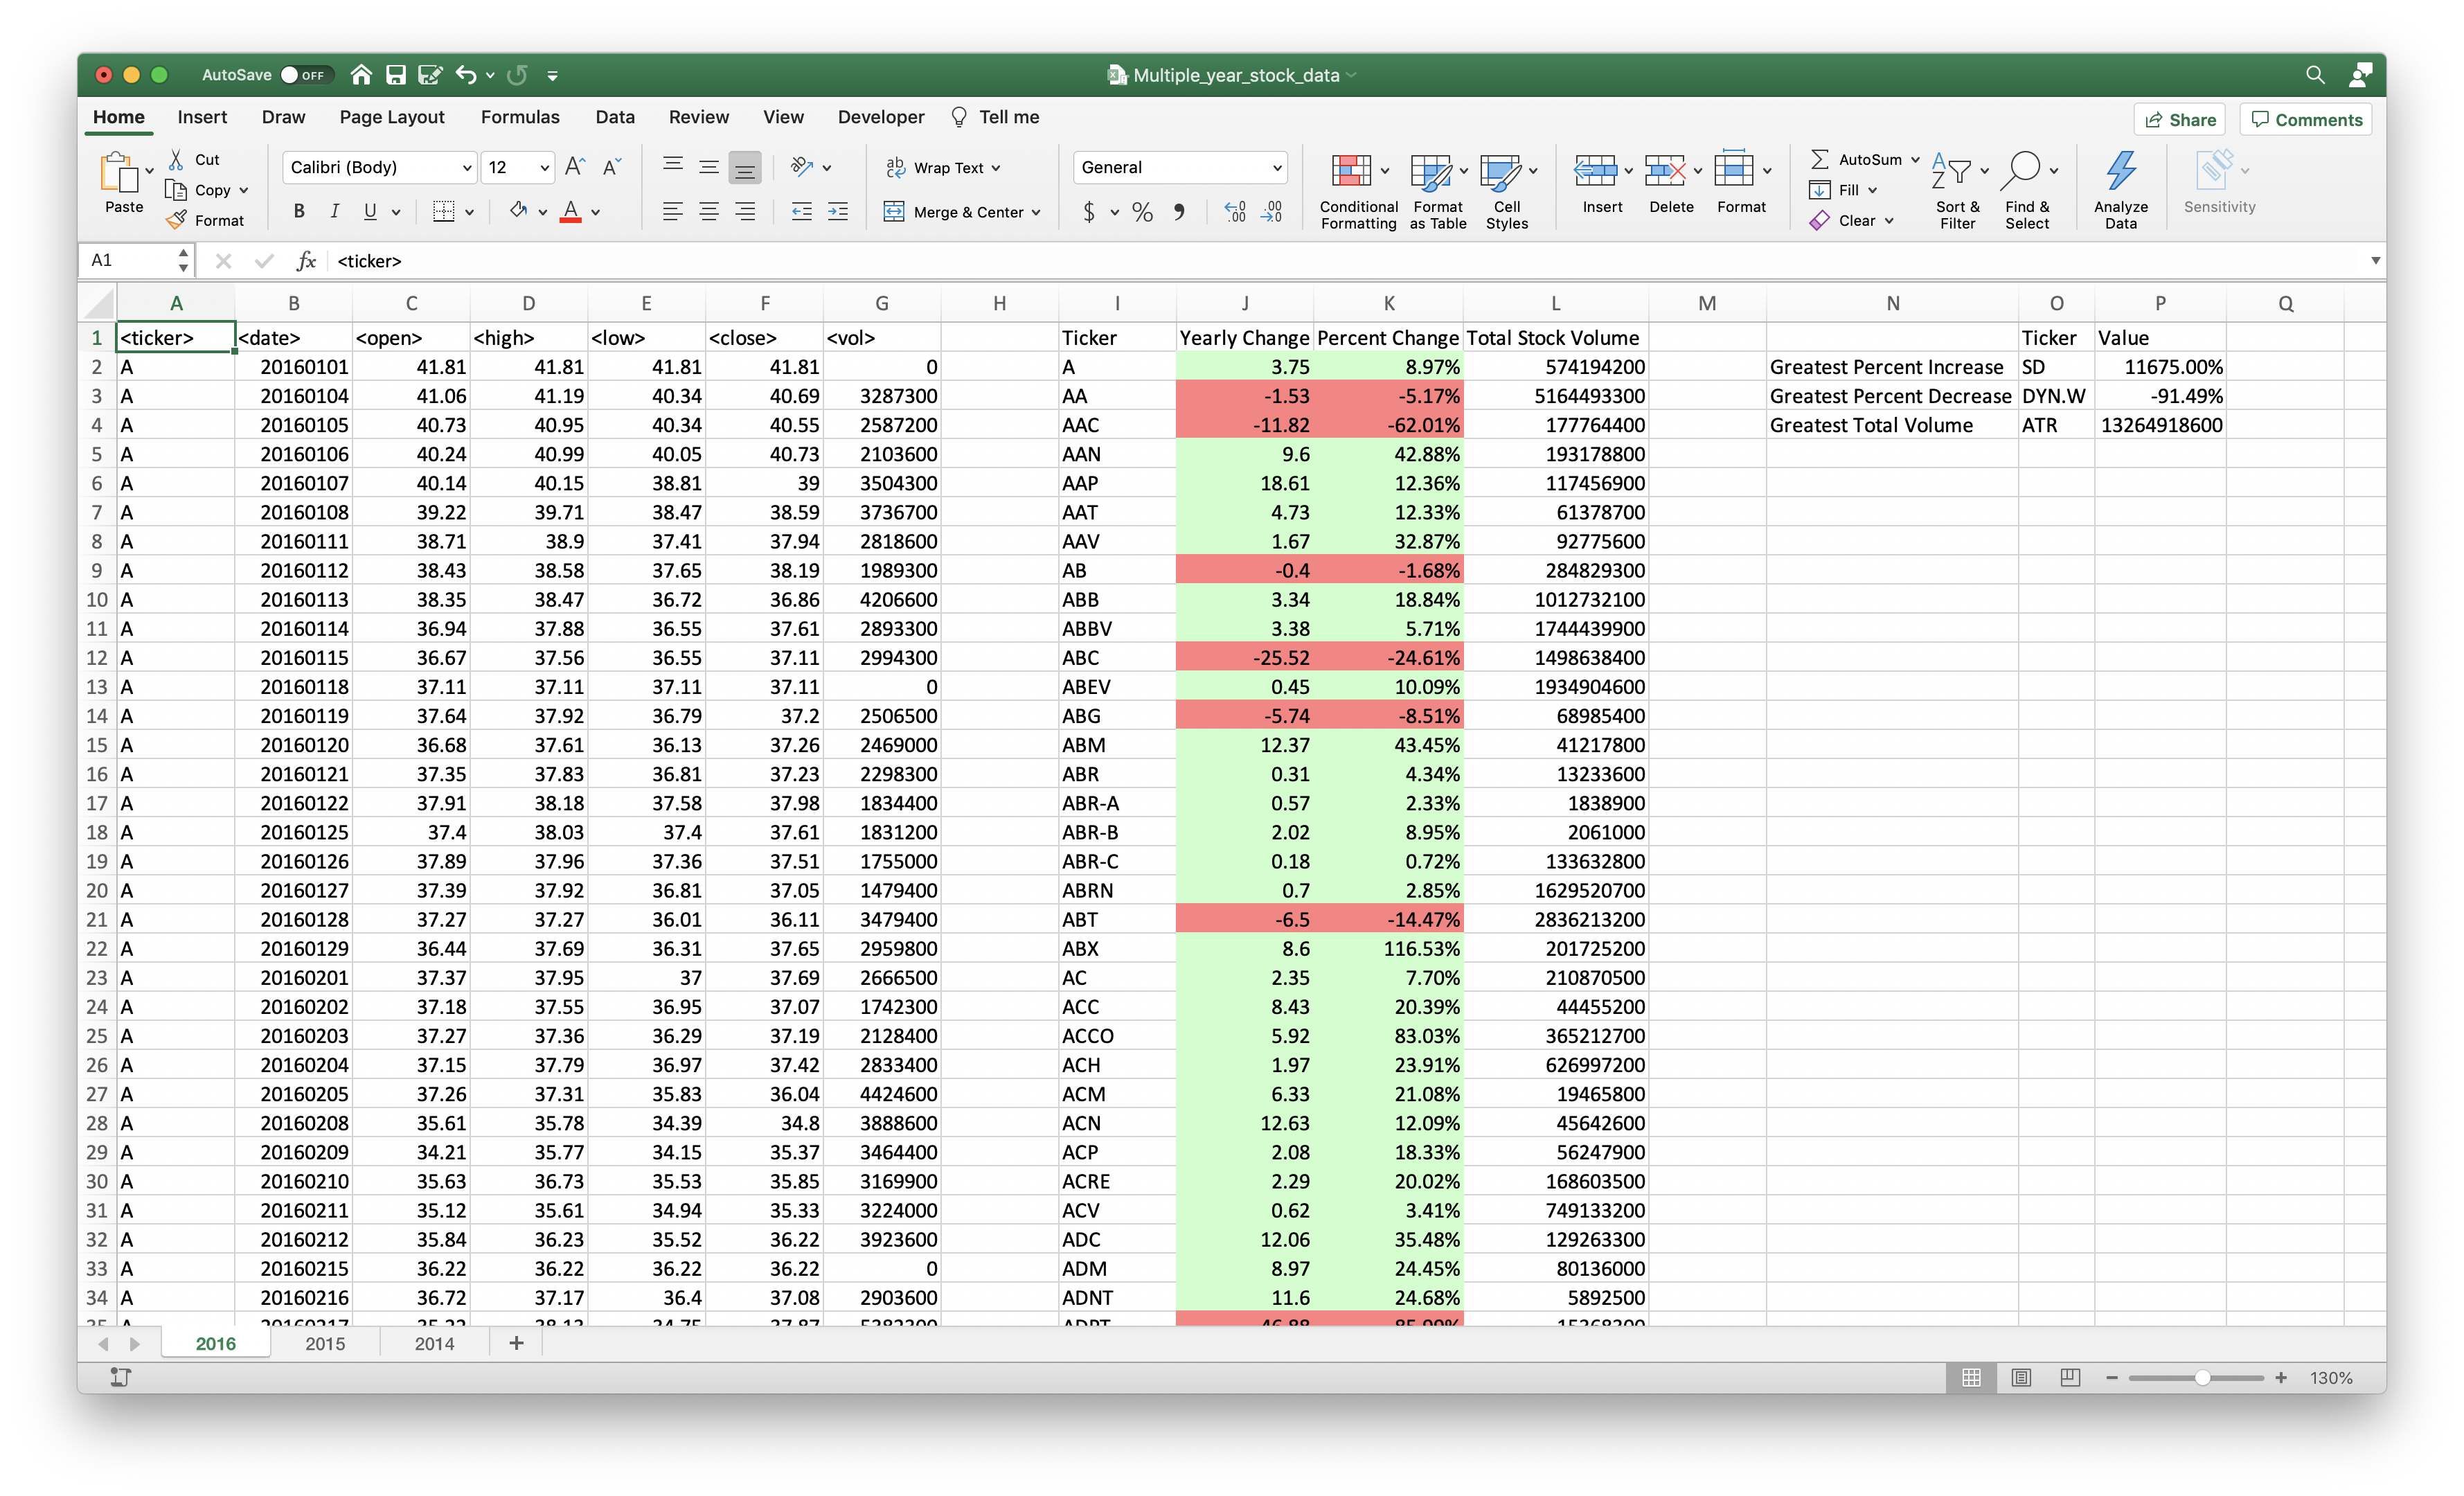 AutoSave OFF Multiple_year_stock_data
Home Insert Draw Page Layout Formulas Data Review View Developer Tell me Share Comments
Paste Cut Copy Format Calibri (Body) 12 Wrap Text Merge & Center General Conditional Formatting Format as Table Cell Styles Insert Delete Format AutoSum Fill Clear Sort & Filter Find & Select Analyze Data Sensitivity
A1 fx <ticker>
A B C D E F G H I J K L M N O P Q
1 <ticker> <date> <open> <high> <low> <close> <vol> Ticker Yearly Change Percent Change Total Stock Volume Ticker Value
2 A 20160101 41.81 41.81 41.81 41.81 0 A 3.75 8.97% 574194200 Greatest Percent Increase SD 11675.00%
3 A 20160104 41.06 41.19 40.34 40.69 3287300 AA -1.53 -5.17% 5164493300 Greatest Percent Decrease DYN.W -91.49%
4 A 20160105 40.73 40.95 40.34 40.55 2587200 AAC -11.82 -62.01% 177764400 Greatest Total Volume ATR 13264918600
5 A 20160106 40.24 40.99 40.05 40.73 2103600 AAN 9.6 42.88% 193178800
6 A 20160107 40.14 40.15 38.81 39 3504300 AAP 18.61 12.36% 117456900
7 A 20160108 39.22 39.71 38.47 38.59 3736700 AAT 4.73 12.33% 61378700
8 A 20160111 38.71 38.9 37.41 37.94 2818600 AAV 1.67 32.87% 92775600
9 A 20160112 38.43 38.58 37.65 38.19 1989300 AB -0.4 -1.68% 284829300
10 A 20160113 38.35 38.47 36.72 36.86 4206600 ABB 3.34 18.84% 1012732100
11 A 20160114 36.94 37.88 36.55 37.61 2893300 ABBV 3.38 5.71% 1744439900
12 A 20160115 36.67 37.56 36.55 37.11 2994300 ABC -25.52 -24.61% 1498638400
13 A 20160118 37.11 37.11 37.11 37.11 0 ABEV 0.45 10.09% 1934904600
14 A 20160119 37.64 37.92 36.79 37.2 2506500 ABG -5.74 -8.51% 68985400
15 A 20160120 36.68 37.61 36.13 37.26 2469000 ABM 12.37 43.45% 41217800
16 A 20160121 37.35 37.83 36.81 37.23 2298300 ABR 0.31 4.34% 13233600
17 A 20160122 37.91 38.18 37.58 37.98 1834400 ABR-A 0.57 2.33% 1838900
18 A 20160125 37.4 38.03 37.4 37.61 1831200 ABR-B 2.02 8.95% 2061000
19 A 20160126 37.89 37.96 37.36 37.51 1755000 ABR-C 0.18 0.72% 133632800
20 A 20160127 37.39 37.92 36.81 37.05 1479400 ABRN 0.7 2.85% 1629520700
21 A 20160128 37.27 37.27 36.01 36.11 3479400 ABT -6.5 -14.47% 2836213200
22 A 20160129 36.44 37.69 36.31 37.65 2959800 ABX 8.6 116.53% 201725200
23 A 20160201 37.37 37.95 37 37.69 2666500 AC 2.35 7.70% 210870500
24 A 20160202 37.18 37.55 36.95 37.07 1742300 ACC 8.43 20.39% 44455200
25 A 20160203 37.27 37.36 36.29 37.19 2128400 ACCO 5.92 83.03% 365212700
26 A 20160204 37.15 37.79 36.97 37.42 2833400 ACH 1.97 23.91% 626997200
27 A 20160205 37.26 37.31 35.83 36.04 4424600 ACM 6.33 21.08% 19465800
28 A 20160208 35.61 35.78 34.39 34.8 3888600 ACN 12.63 12.09% 45642600
29 A 20160209 34.21 35.77 34.15 35.37 3464400 ACP 2.08 18.33% 56247900
30 A 20160210 35.63 36.73 35.53 35.85 3169900 ACRE 2.29 20.02% 168603500
31 A 20160211 35.12 35.61 34.94 35.33 3224000 ACV 0.62 3.41% 749133200
32 A 20160212 35.84 36.23 35.52 36.22 3923600 ADC 12.06 35.48% 129263300
33 A 20160215 36.22 36.22 36.22 36.22 0 ADM 8.97 24.45% 80136000
34 A 20160216 36.72 37.17 36.4 37.08 2903600 ADNT 11.6 24.68% 5892500
2016 2015 2014
130%